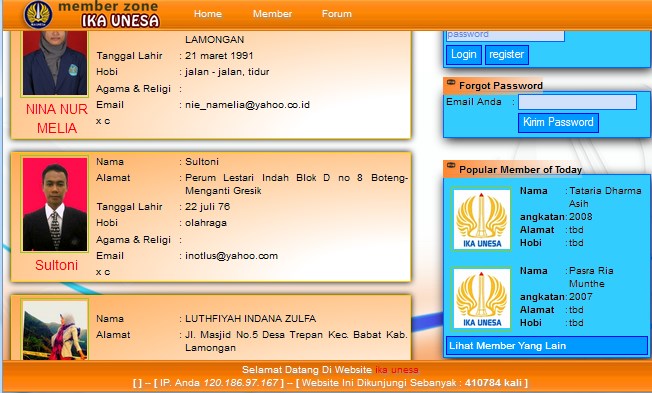 member zone
IKA UNESA
Home
Member
Forum
LAMONGAN
Tanggal Lahir : 21 maret 1991
Hobi : jalan - jalan, tidur
Agama & Religi :
Email : nie_namelia@yahoo.co.id
x c
NINA NUR
MELIA
Nama : Sultoni
Alamat : Perum Lestari Indah Blok D no 8 Boteng-
Menganti Gresik
Tanggal Lahir : 22 juli 76
Hobi : olahraga
Agama & Religi :
Email : inotlus@yahoo.com
x c
Sultoni
Nama : LUTHFIYAH INDANA ZULFA
Alamat : Jl. Masjid No.5 Desa Trepan Kec. Babat Kab.
Lamongan
password
Login register
Forgot Password
Email Anda :
Kirim Password
Popular Member of Today
IKA UNESA
Nama : Tataria Dharma
Asih
angkatan: 2008
Alamat : tbd
Hobi : tbd
IKA UNESA
Nama : Pasra Ria
Munthe
angkatan: 2007
Alamat : tbd
Hobi : tbd
Lihat Member Yang Lain
Selamat Datang Di Website ika unesa
[ ] – [ IP. Anda 120.186.97.167 ] – [ Website Ini Dikunjungi Sebanyak : 410784 kali ]